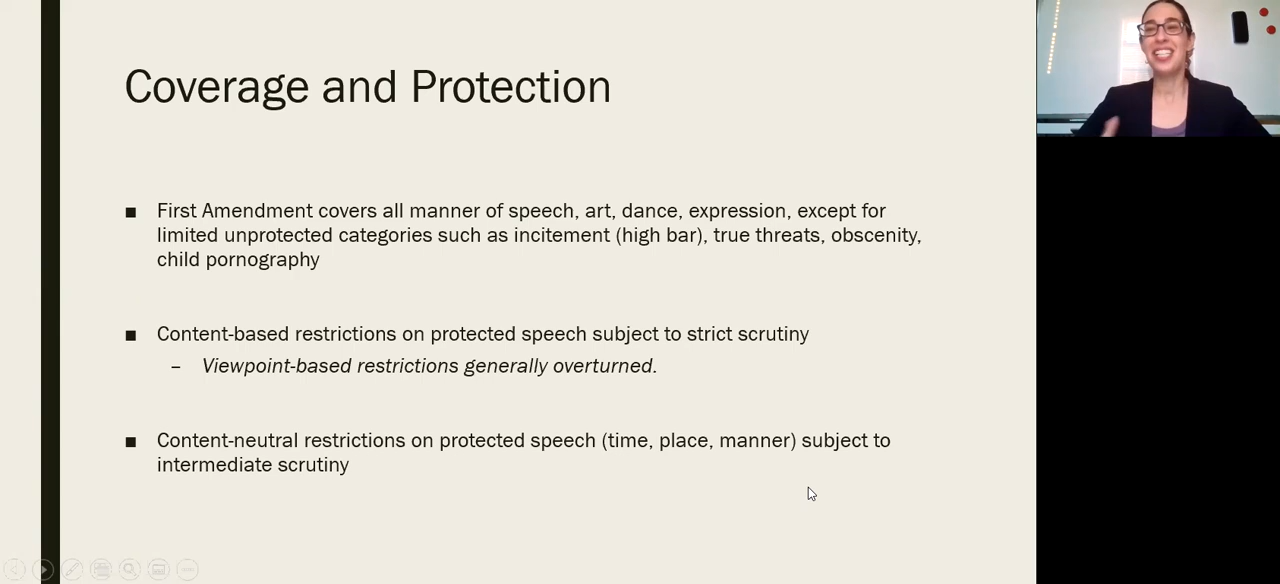 Coverage and Protection
■ First Amendment covers all manner of speech, art, dance, expression, except for
limited unprotected categories such as incitement (high bar), true threats, obscenity,
child pornography
■ Content-based restrictions on protected speech subject to strict scrutiny
– Viewpoint-based restrictions generally overturned.
■ Content-neutral restrictions on protected speech (time, place, manner) subject to
intermediate scrutiny